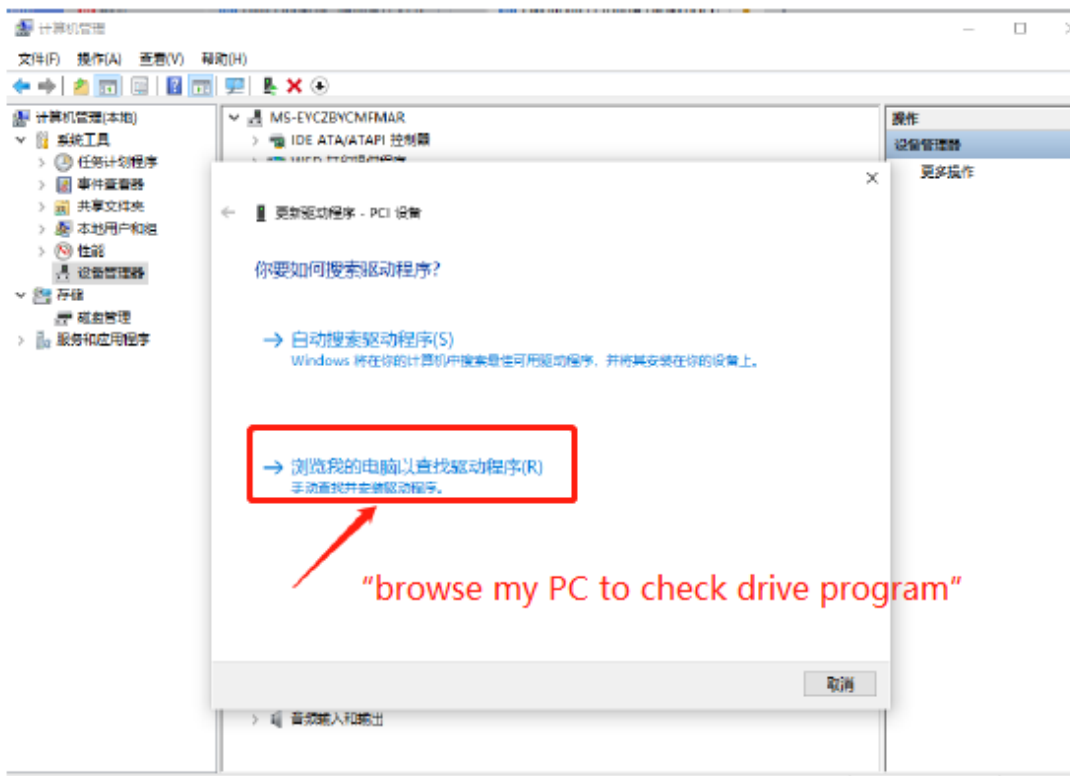 计算机管理
文件(F) 操作(A) 查看(V) 帮助(H)
计算机管理(本地)
系统工具
任务计划程序
事件查看器
共享文件夹
本地用户和组
性能
设备管理器
存储
磁盘管理
服务和应用程序
MS-EYCZBYCMFMAR
IDE ATA/ATAPI 控制器
操作
设备管理器
更多操作
更新驱动程序 - PCI 设备
你要如何搜索驱动程序?
自动搜索驱动程序(S)
Windows 将在你的计算机中搜索最佳可用驱动程序，并将其安装在你的设备上。
浏览我的电脑以查找驱动程序(R)
手动查找并安装驱动程序。
“browse my PC to check drive program”
取消
音频输入和输出